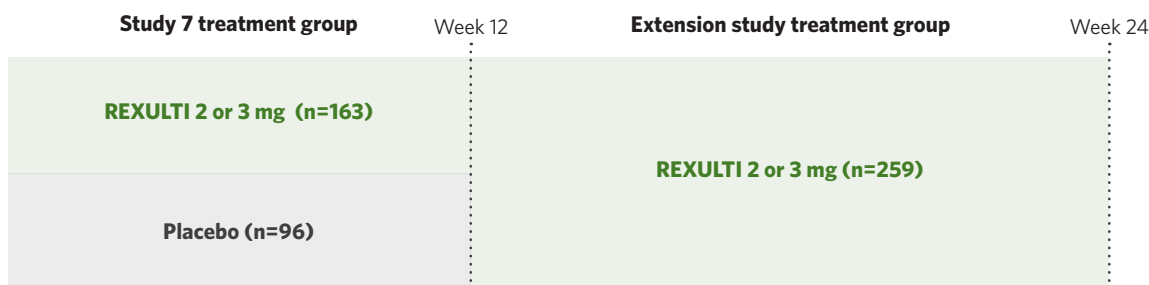 Study 7 treatment group
Week 12
Extension study treatment group
Week 24
REXULTI 2 or 3 mg (n=163)
REXULTI 2 or 3 mg (n=259)
Placebo (n=96)